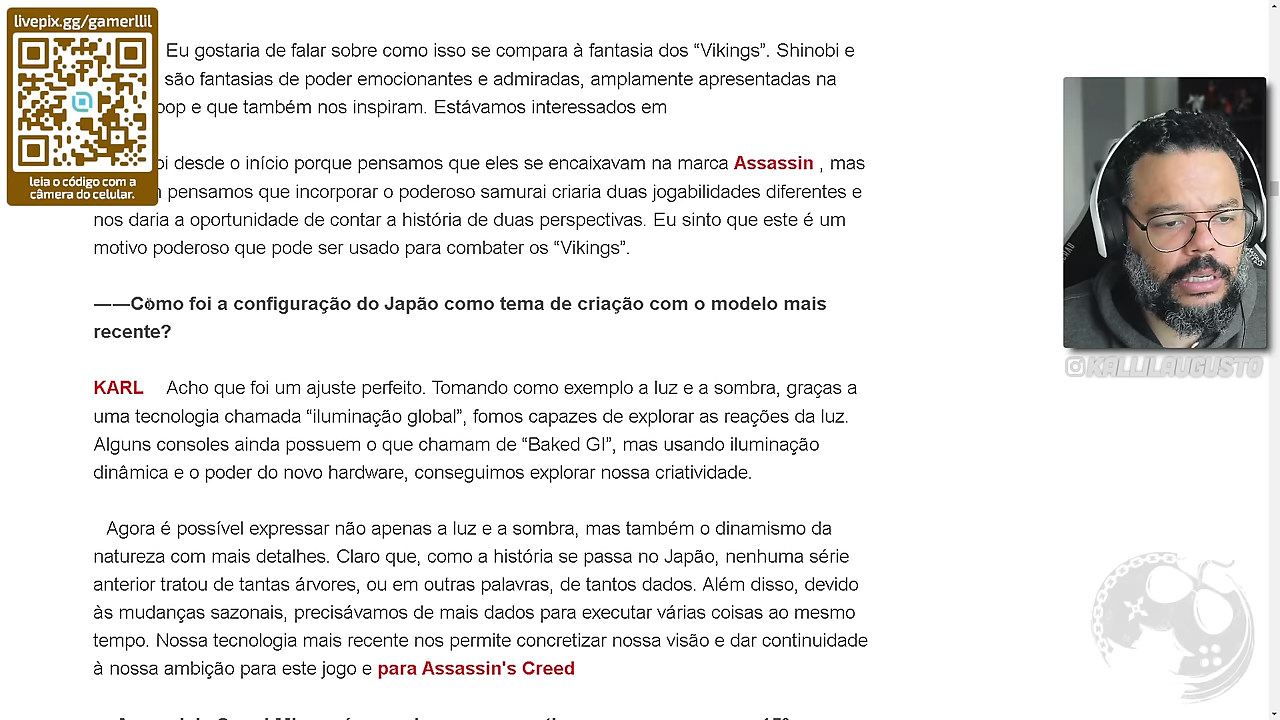 livepix.gg/gamerllil
leia o código com a
câmera do celular.
Eu gostaria de falar sobre como isso se compara à fantasia dos “Vikings”. Shinobi e
são fantasias de poder emocionantes e admiradas, amplamente apresentadas na
pop e que também nos inspiram. Estávamos interessados em
desde o início porque pensamos que eles se encaixavam na marca Assassin , mas
pensamos que incorporar o poderoso samurai criaria duas jogabilidades diferentes e
nos daria a oportunidade de contar a história de duas perspectivas. Eu sinto que este é um
motivo poderoso que pode ser usado para combater os “Vikings”.
——Como foi a configuração do Japão como tema de criação com o modelo mais
recente?
KARL Acho que foi um ajuste perfeito. Tomando como exemplo a luz e a sombra, graças a
uma tecnologia chamada “iluminação global”, fomos capazes de explorar as reações da luz.
Alguns consoles ainda possuem o que chamam de “Baked GI”, mas usando iluminação
dinâmica e o poder do novo hardware, conseguimos explorar nossa criatividade.
Agora é possível expressar não apenas a luz e a sombra, mas também o dinamismo da
natureza com mais detalhes. Claro que, como a história se passa no Japão, nenhuma série
anterior tratou de tantas árvores, ou em outras palavras, de tantos dados. Além disso, devido
às mudanças sazonais, precisávamos de mais dados para executar várias coisas ao mesmo
tempo. Nossa tecnologia mais recente nos permite concretizar nossa visão e dar continuidade
à nossa ambição para este jogo e para Assassin's Creed
KALLILAUGUSTO